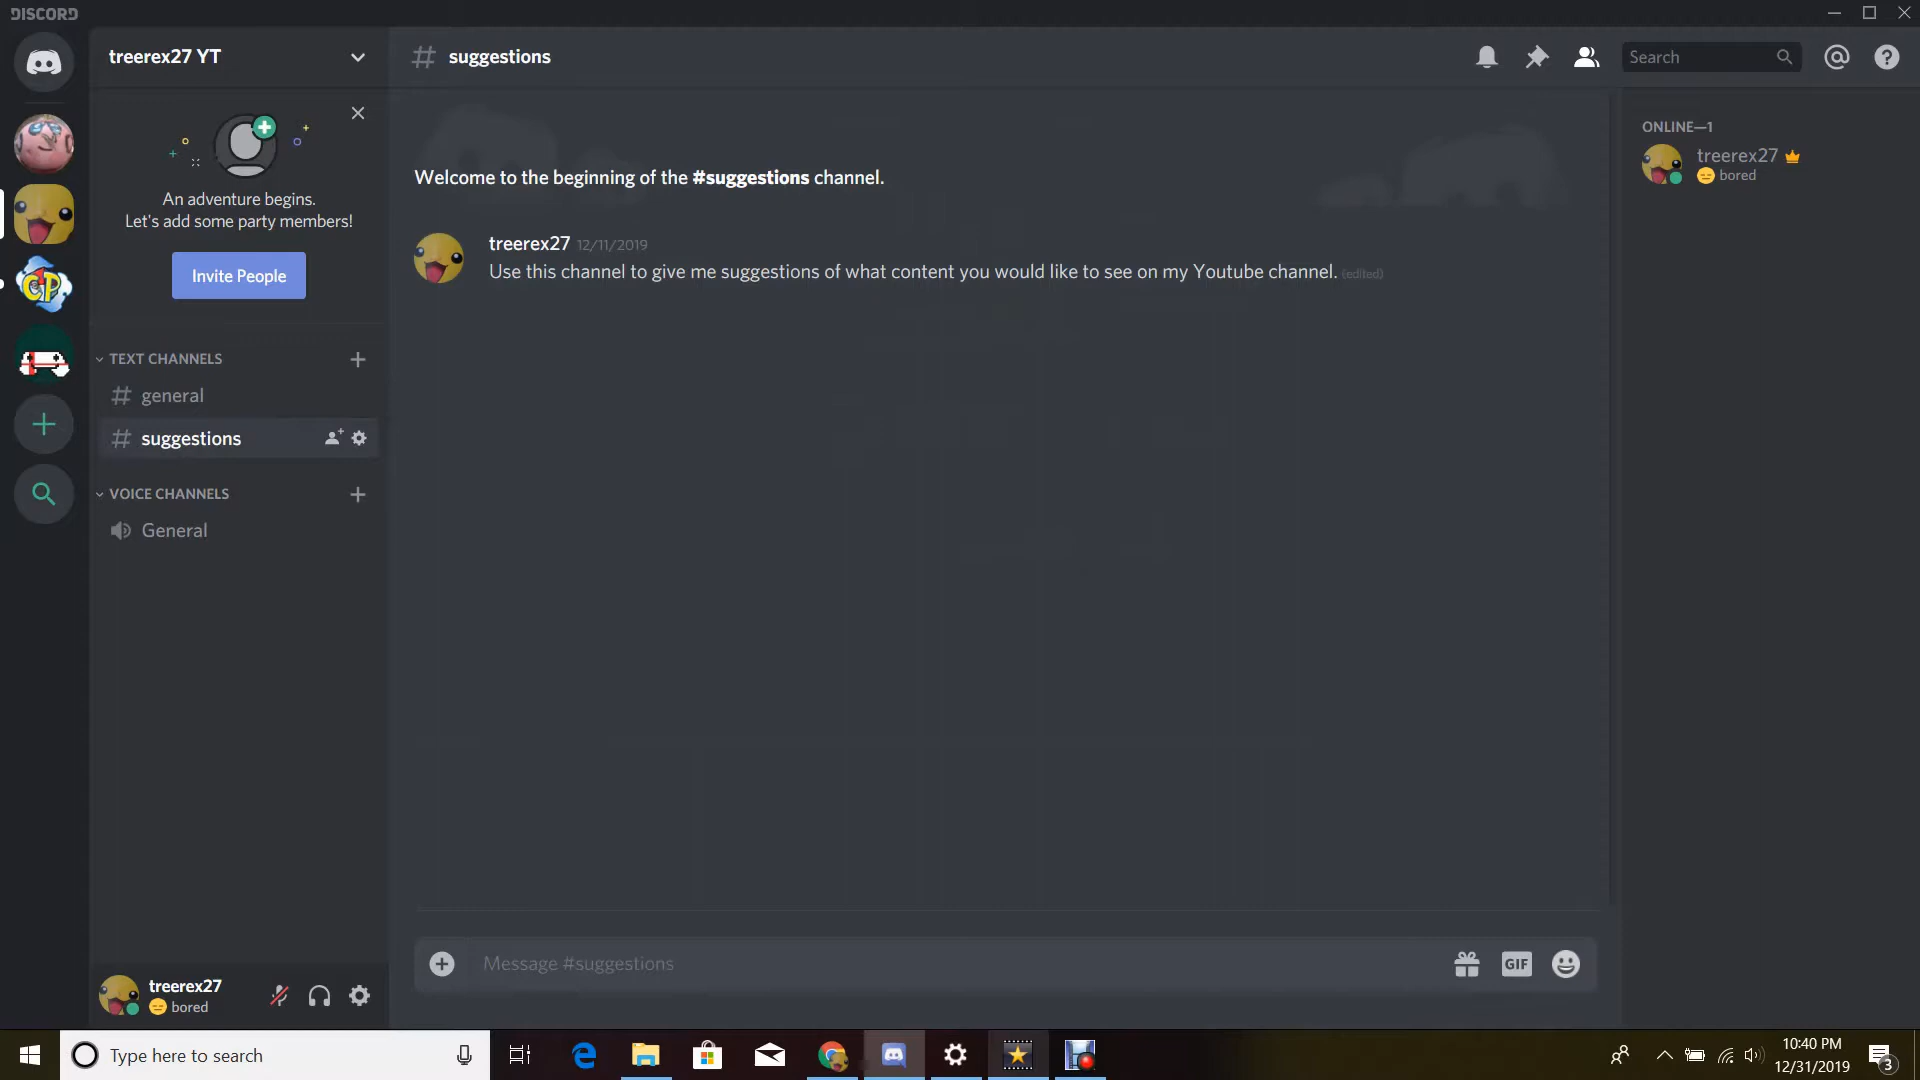 DISCORD
treerex27 YT
suggestions
Search
An adventure begins.
Let's add some party members!
Invite People
TEXT CHANNELS
general
suggestions
VOICE CHANNELS
General
Welcome to the beginning of the #suggestions channel.
treerex27 12/11/2019
Use this channel to give me suggestions of what content you would like to see on my Youtube channel. (edited)
ONLINE—1
treerex27
bored
Message #suggestions
GIF
treerex27
bored
Type here to search
10:40 PM
12/31/2019
3